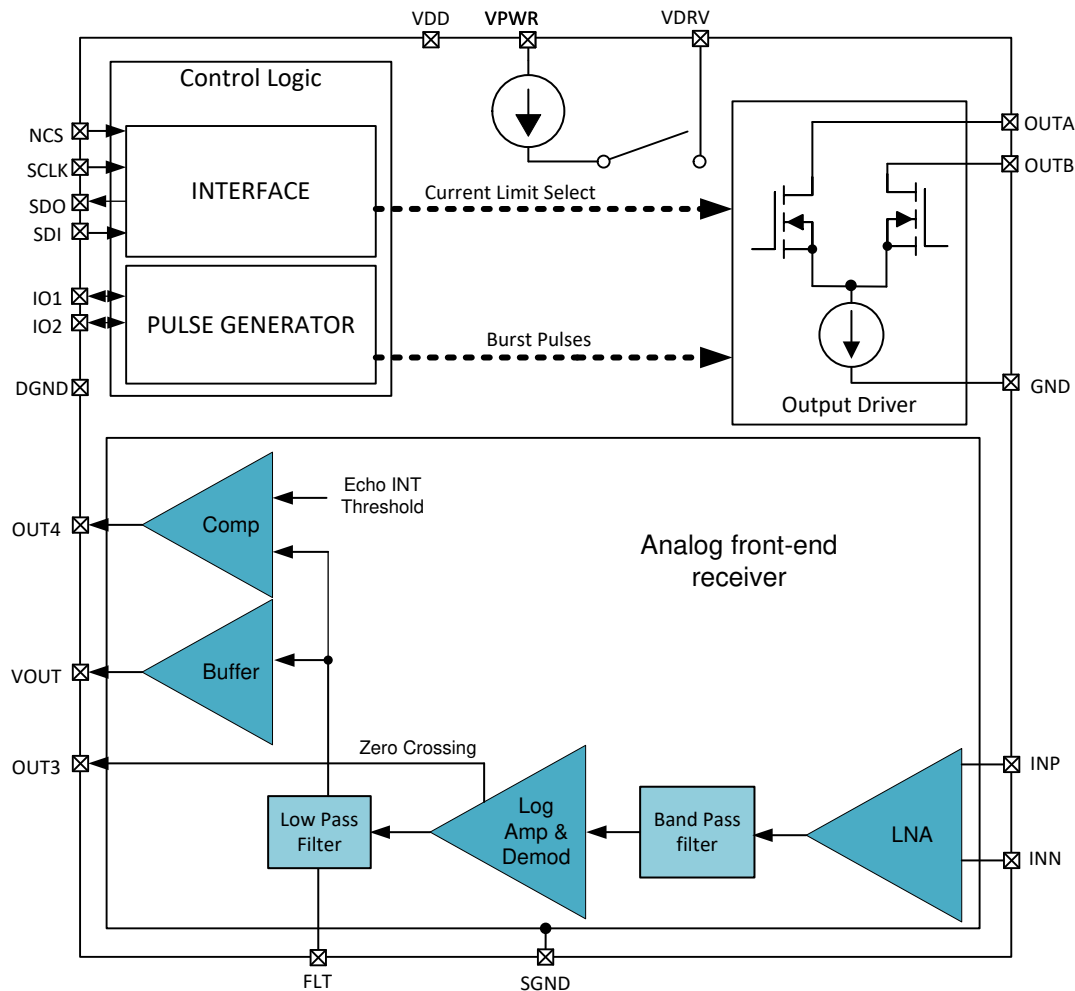 VDD
VPWR
VDRV
Control Logic
NCS
SCLK
SDO
SDI
INTERFACE
Current Limit Select
OUTA
OUTB
IO1
IO2
PULSE GENERATOR
Burst Pulses
DGND
Output Driver
GND
Echo INT
Threshold
Comp
OUT4
Analog front-end
receiver
Buffer
VOUT
Zero Crossing
OUT3
INP
Low Pass
Filter
Log
Amp &
Demod
Band Pass
filter
LNA
INN
FLT
SGND